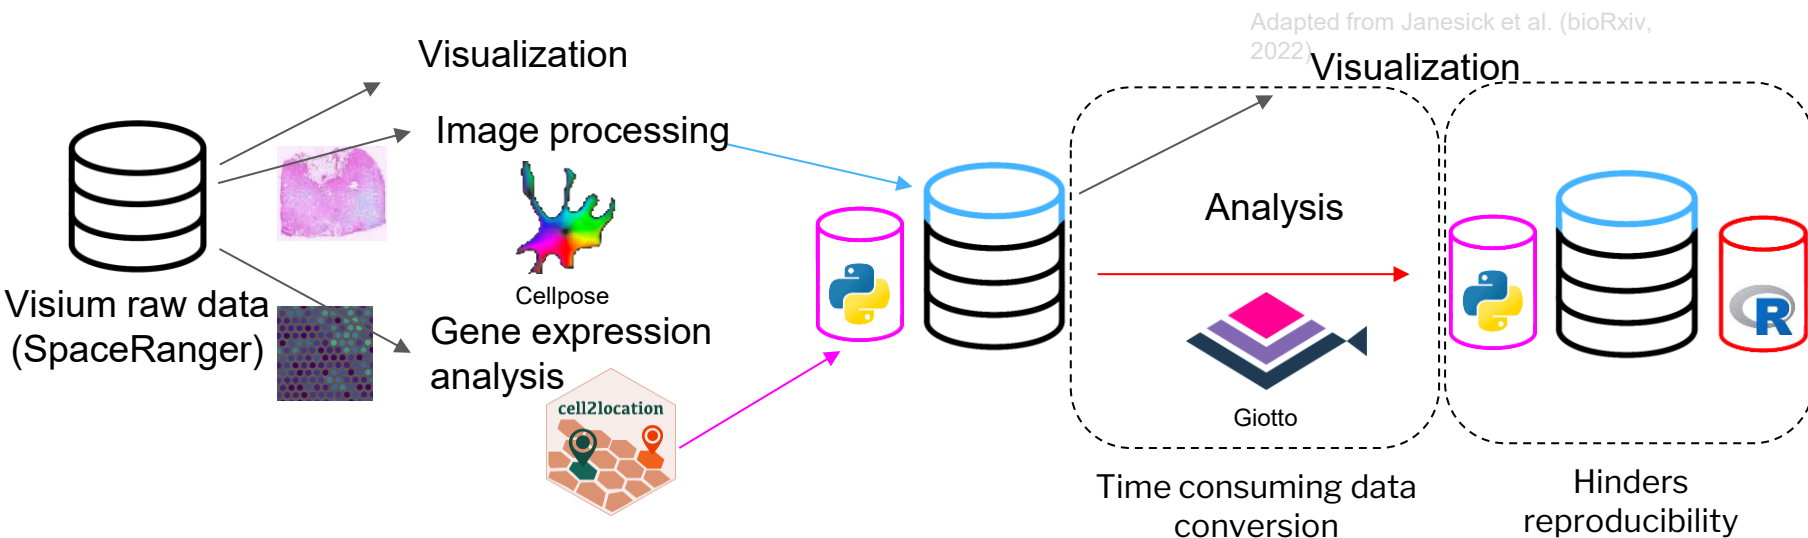 Adapted from Janesick et al. (bioRxiv,
2022)
Visualization
Visualization
Image processing
Analysis
Cellpose
Visium raw data
(SpaceRanger)
Gene expression
analysis
cell2location
Giotto
R
Time consuming data
conversion
Hinders
reproducibility